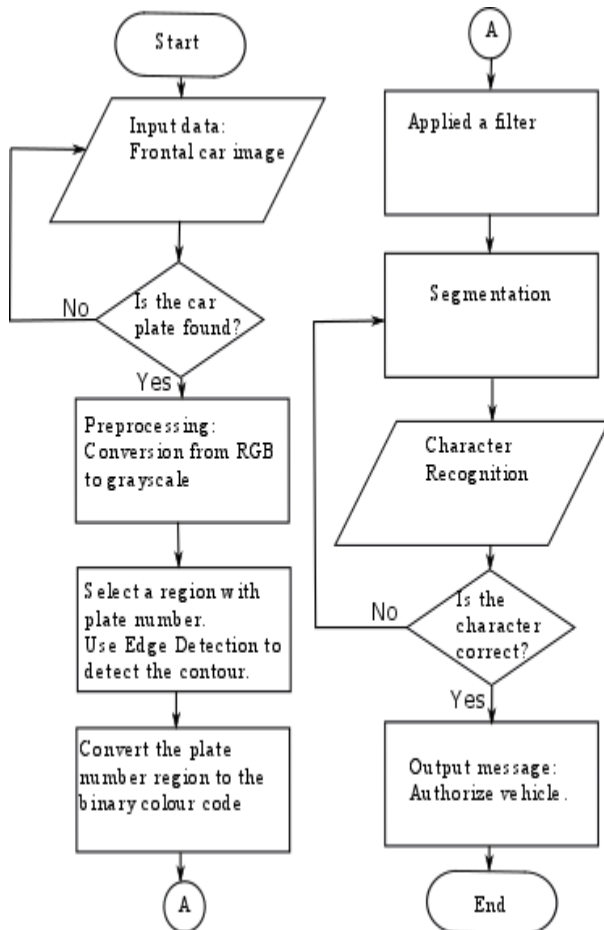 Start
Input data:
Frontal car image
Is the car
plate found?
No
Yes
Preprocessing:
Conversion from RGB
to grayscale
Select a region with
plate number.
Use Edge Detection to
detect the contour.
Convert the plate
number region to the
binary colour code
A
A
Applied a filter
Segmentation
Character
Recognition
Is the
character
correct?
No
Yes
Output message:
Authorize vehicle.
End